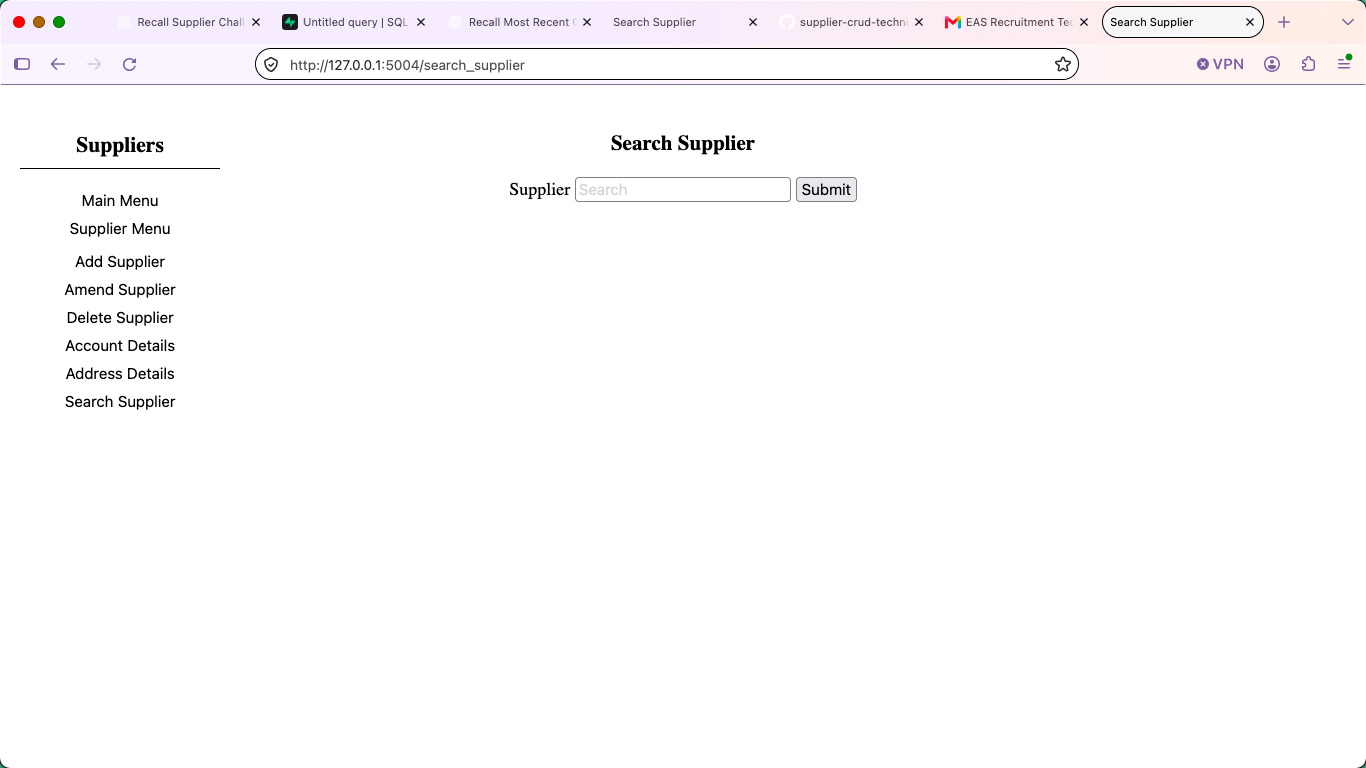 Recall Supplier Chall
Untitled query | SQL
Recall Most Recent
Search Supplier
supplier-crud-techni
EAS Recruitment Tec
Search Supplier
http://127.0.0.1:5004/search_supplier
VPN
Suppliers
Main Menu
Supplier Menu
Add Supplier
Amend Supplier
Delete Supplier
Account Details
Address Details
Search Supplier
Search Supplier
Supplier Search Submit